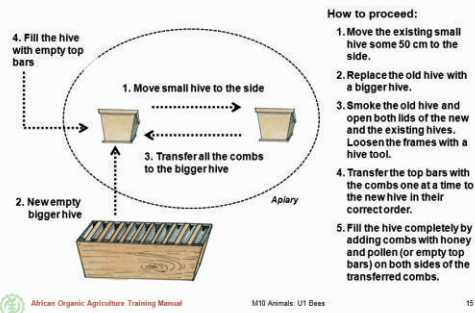 How to proceed:
4. Fill the hive
with empty top
bars
1. Move small hive to the side
3. Transfer all the combs
to the bigger hive
Apiary
2. New empty
bigger hive
1. Move the existing small
hive some 50 cm to the
side.
2. Replace the old hive with
a bigger hive.
3. Smoke the old hive and
open both lids of the new
and the existing hives.
Loosen the frames with a
hive tool.
4. Transfer the top bars with
the combs one at a time to
the new hive in their
correct order.
5. Fill the hive completely by
adding combs with honey
and pollen (or empty top
bars) on both sides of the
transferred combs.
African Organic Agriculture Training Manual
M10 Animals: U1 Bees
15